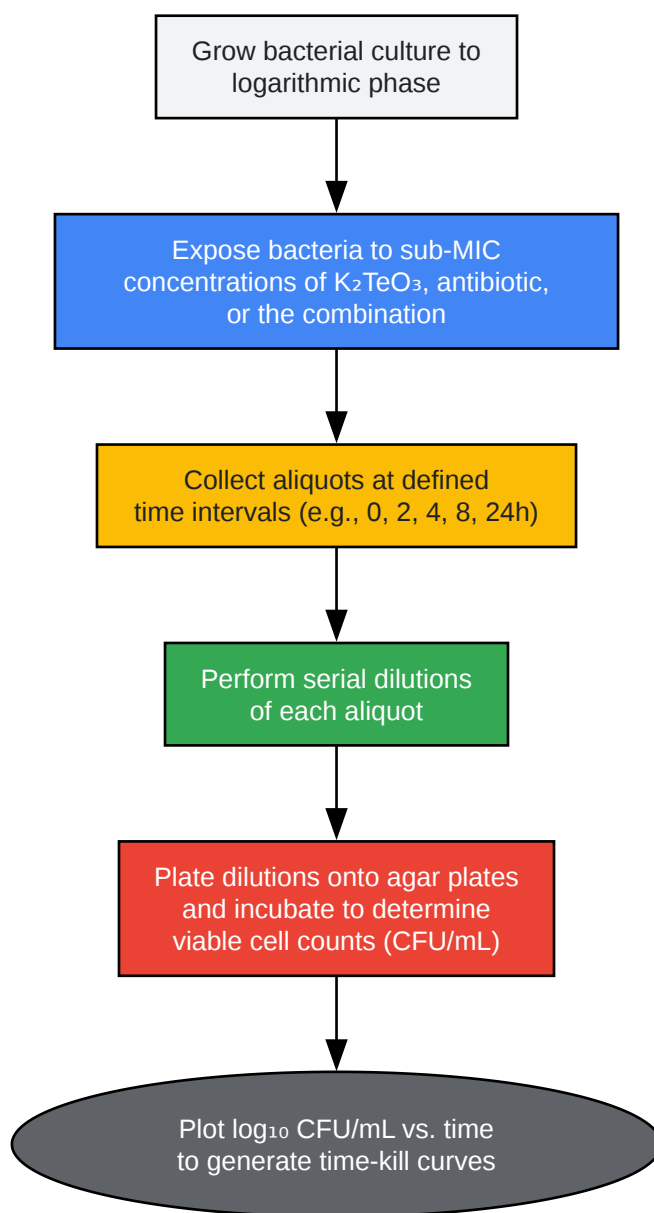 Grow bacterial culture to
logarithmic phase
Expose bacteria to sub-MIC
concentrations of K₂TeO₃, antibiotic,
or the combination
Collect aliquots at defined
time intervals (e.g., 0, 2, 4, 8, 24h)
Perform serial dilutions
of each aliquot
Plate dilutions onto agar plates
and incubate to determine
viable cell counts (CFU/mL)
Plot log₁₀ CFU/mL vs. time
to generate time-kill curves